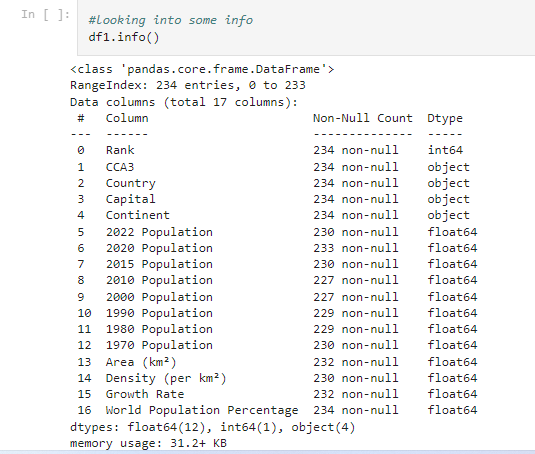 In [ ]:
#looking into some info
df1.info()
<class 'pandas.core.frame.DataFrame'>
RangeIndex: 234 entries, 0 to 233
Data columns (total 17 columns):
 #   Column                       Non-Null Count  Dtype
---  ------                       --------------  -----
 0   Rank                         234 non-null    int64
 1   CCA3                         234 non-null    object
 2   Country                      234 non-null    object
 3   Capital                      234 non-null    object
 4   Continent                    234 non-null    object
 5   2022 Population              230 non-null    float64
 6   2020 Population              233 non-null    float64
 7   2015 Population              230 non-null    float64
 8   2010 Population              227 non-null    float64
 9   2000 Population              227 non-null    float64
 10  1990 Population              229 non-null    float64
 11  1980 Population              229 non-null    float64
 12  1970 Population              230 non-null    float64
 13  Area (km²)                   232 non-null    float64
 14  Density (per km²)            230 non-null    float64
 15  Growth Rate                  232 non-null    float64
 16  World Population Percentage  234 non-null    float64
dtypes: float64(12), int64(1), object(4)
memory usage: 31.2+ KB